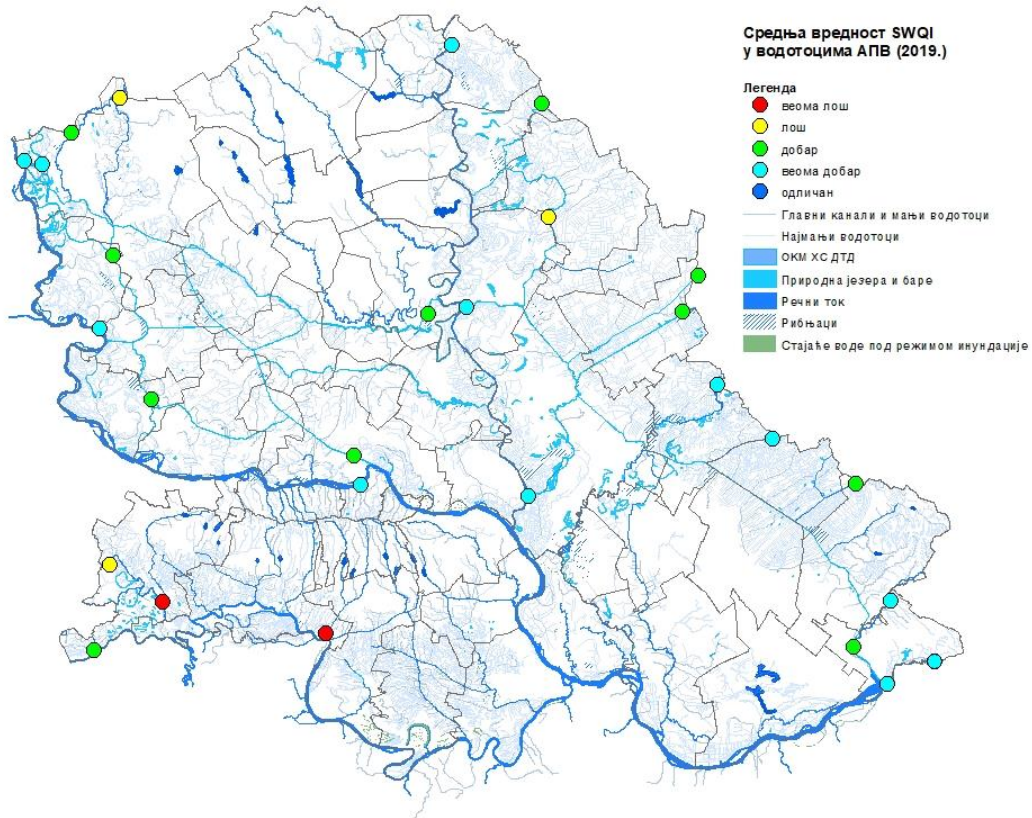 Средња вредност SWQI
у водотоцима АПВ (2019.)
Легенда
веома лош
лош
добар
веома добар
одличан
Главни канали и мањи водотоци
Најмањи водотоци
ОКМ ХС ДТД
Природна језера и баре
Речни ток
Рибњаци
Стајаће воде под режимом инундације